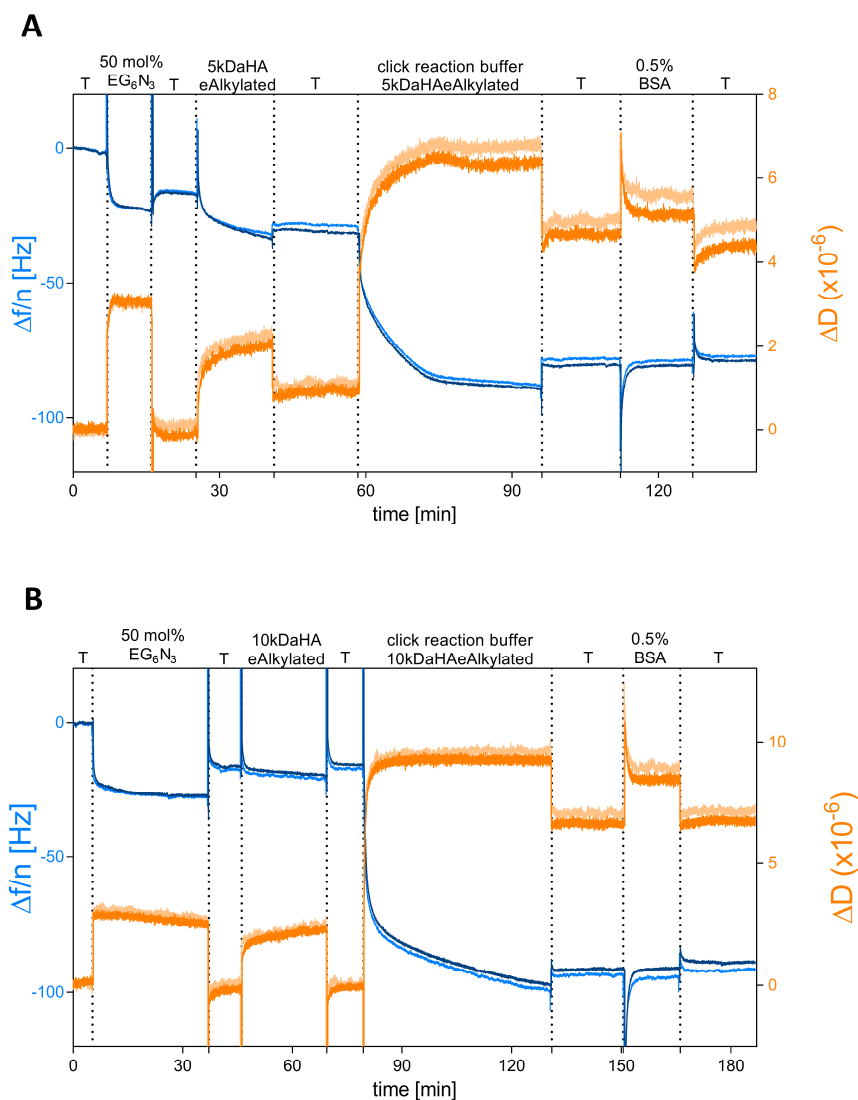 A
50 mol% 5kDaHA click reaction buffer 0.5%
T EG₆N₃ T eAlkylated T 5kDaHAeAlkylated T BSA T
8
0
6
Δf/n [Hz]
-50
4
ΔD (x10⁻⁶)
2
-100
0
0 30 60 90 120
time [min]
B
50 mol% 10kDaHA click reaction buffer 0.5%
T EG₆N₃ T eAlkylated T 10kDaHAeAlkylated T BSA T
0
10
Δf/n [Hz]
-50
5
ΔD (x10⁻⁶)
-100
0
0 30 60 90 120 150 180
time [min]